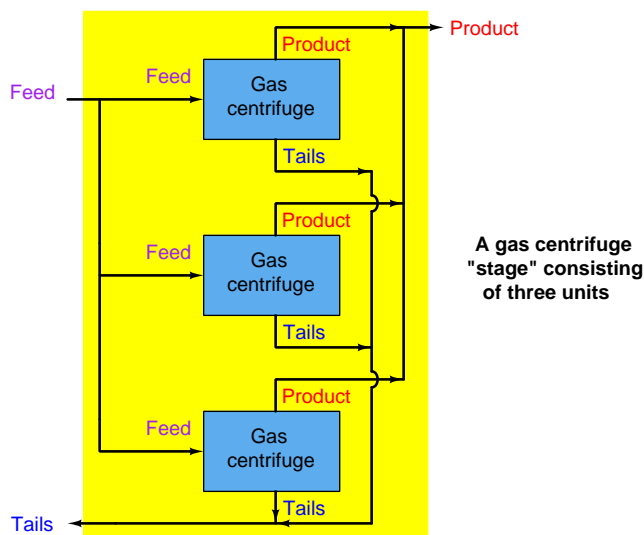 Product
Product
Feed
Feed
Gas
centrifuge
Tails
Product
Feed
Gas
centrifuge
Tails
A gas centrifuge
"stage" consisting
of three units
Product
Feed
Gas
centrifuge
Tails
Tails